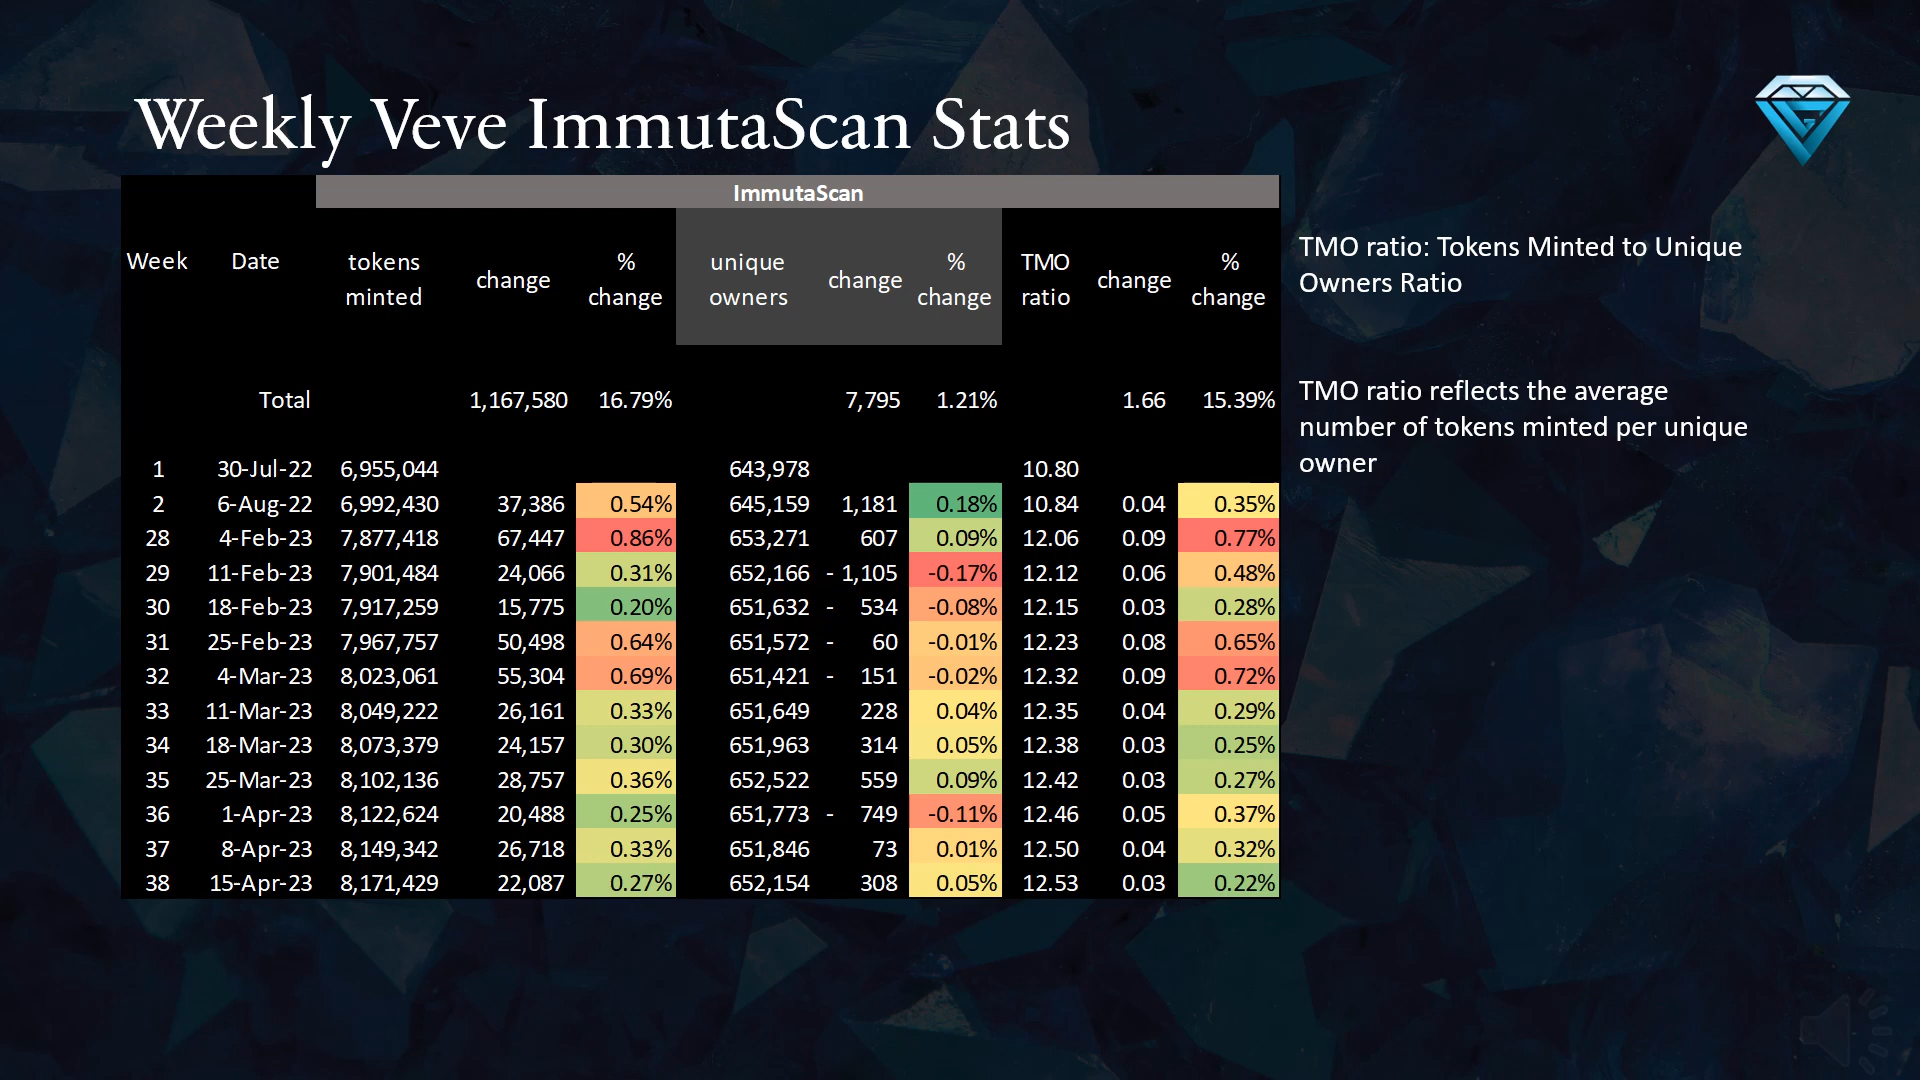 Weekly Veve ImmutaScan Stats
ImmutaScan
Week Date tokens minted change % change unique owners change % change TMO ratio change % change
Total 1,167,580 16.79% 7,795 1.21% 1.66 15.39%
1 30-Jul-22 6,955,044 643,978 10.80
2 6-Aug-22 6,992,430 37,386 0.54% 645,159 1,181 0.18% 10.84 0.04 0.35%
28 4-Feb-23 7,877,418 67,447 0.86% 653,271 607 0.09% 12.06 0.09 0.77%
29 11-Feb-23 7,901,484 24,066 0.31% 652,166 - 1,105 -0.17% 12.12 0.06 0.48%
30 18-Feb-23 7,917,259 15,775 0.20% 651,632 - 534 -0.08% 12.15 0.03 0.28%
31 25-Feb-23 7,967,757 50,498 0.64% 651,572 - 60 -0.01% 12.23 0.08 0.65%
32 4-Mar-23 8,023,061 55,304 0.69% 651,421 - 151 -0.02% 12.32 0.09 0.72%
33 11-Mar-23 8,049,222 26,161 0.33% 651,649 228 0.04% 12.35 0.04 0.29%
34 18-Mar-23 8,073,379 24,157 0.30% 651,963 314 0.05% 12.38 0.03 0.25%
35 25-Mar-23 8,102,136 28,757 0.36% 652,522 559 0.09% 12.42 0.03 0.27%
36 1-Apr-23 8,122,624 20,488 0.25% 651,773 - 749 -0.11% 12.46 0.05 0.37%
37 8-Apr-23 8,149,342 26,718 0.33% 651,846 73 0.01% 12.50 0.04 0.32%
38 15-Apr-23 8,171,429 22,087 0.27% 652,154 308 0.05% 12.53 0.03 0.22%
TMO ratio: Tokens Minted to Unique
Owners Ratio
TMO ratio reflects the average
number of tokens minted per unique
owner